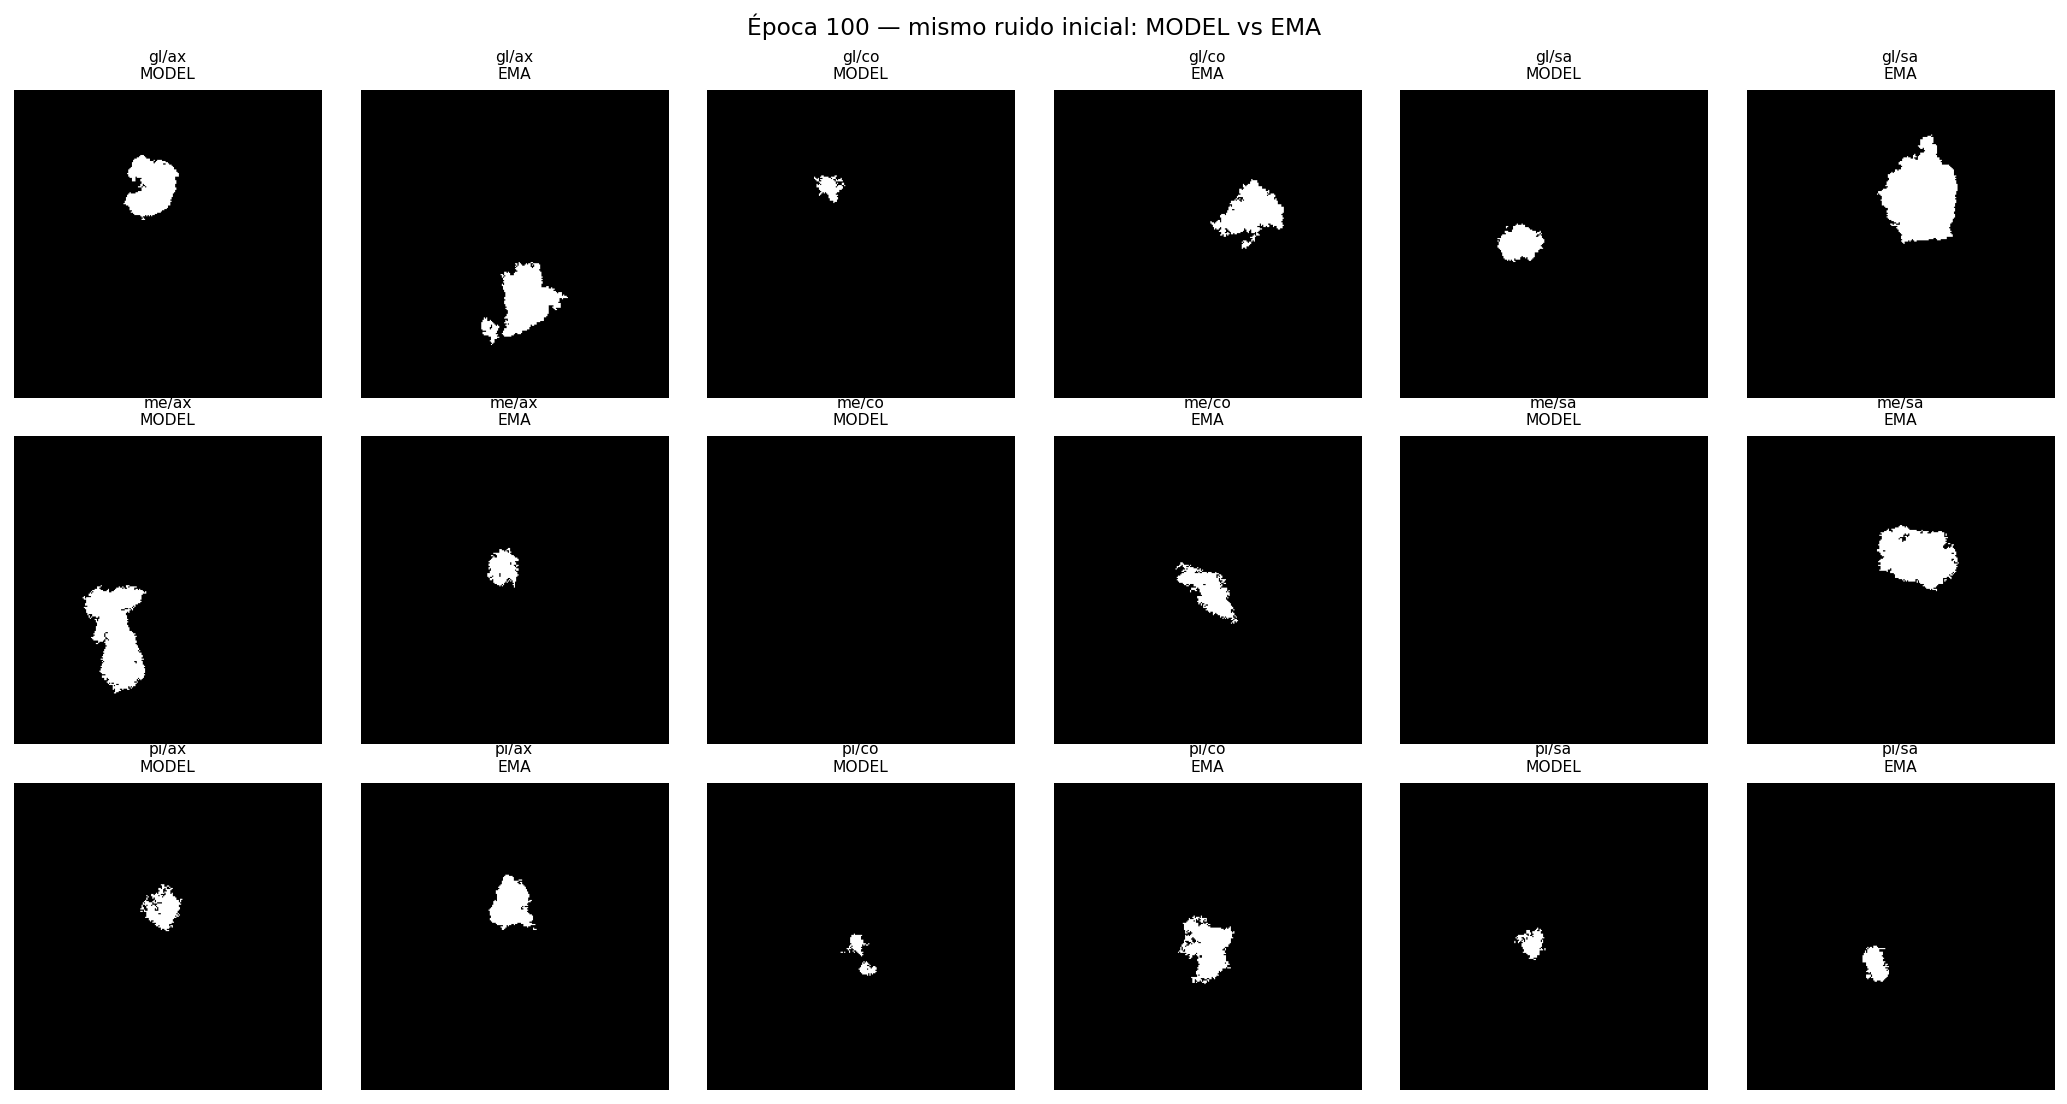 Época 100 — mismo ruido inicial: MODEL vs EMA
gl/ax
MODEL
gl/ax
EMA
gl/co
MODEL
gl/co
EMA
gl/sa
MODEL
gl/sa
EMA
me/ax
MODEL
me/ax
EMA
me/co
MODEL
me/co
EMA
me/sa
MODEL
me/sa
EMA
pi/ax
MODEL
pi/ax
EMA
pi/co
MODEL
pi/co
EMA
pi/sa
MODEL
pi/sa
EMA